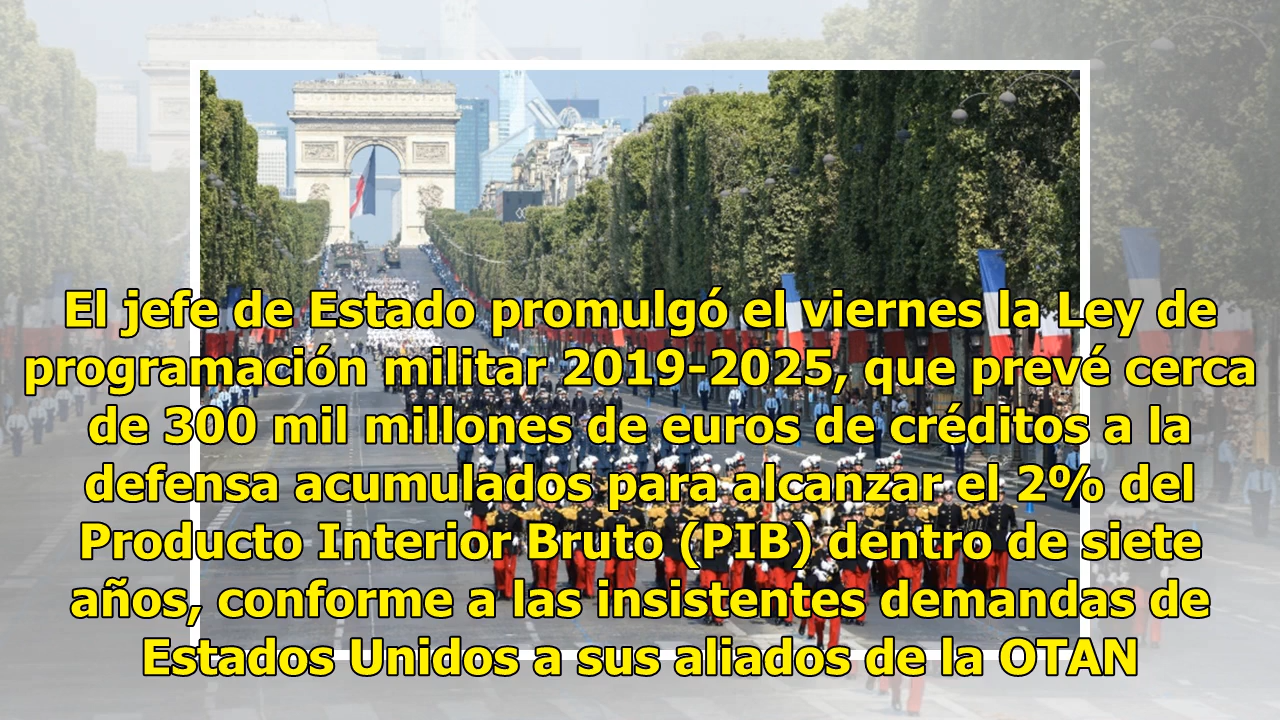 El jefe de Estado promulgó el viernes la Ley de
programación militar 2019-2025, que prevé cerca
de 300 mil millones de euros de créditos a la
defensa acumulados para alcanzar el 2% del
Producto Interior Bruto (PIB) dentro de siete
años, conforme a las insistentes demandas de
Estados Unidos a sus aliados de la OTAN